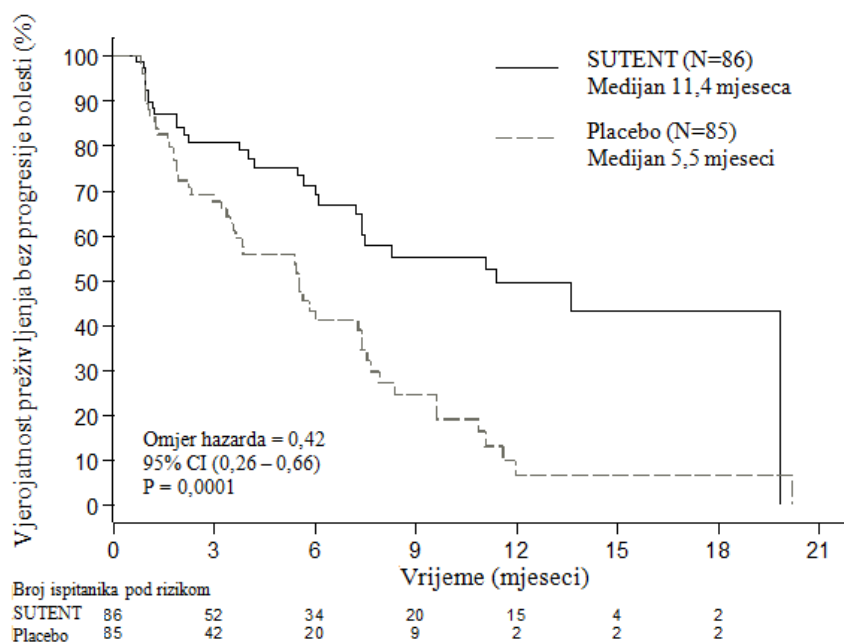 Vjerojatnost preživljenja bez progresije bolesti (%)
100
90
80
70
60
50
40
30
20
10
0
SUTENT (N=86)
Medijan 11,4 mjeseca
Placebo (N=85)
Medijan 5,5 mjeseci
Omjer hazarda = 0,42
95% CI (0,26 – 0,66)
P = 0,0001
0 3 6 9 12 15 18 21
Vrijeme (mjeseci)
Broj ispitanika pod rizikom
SUTENT 86 52 34 20 15 4 2
Placebo 85 42 20 9 2 2 2